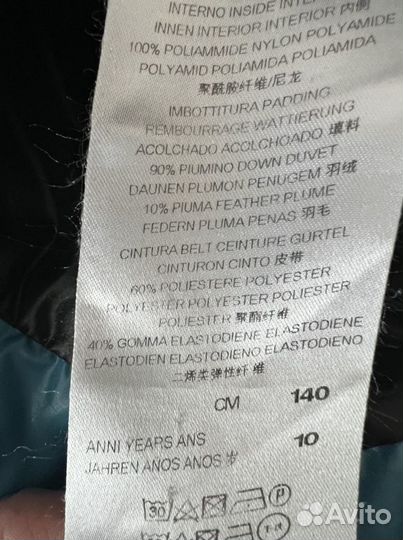 INTERNO INSIDE INTER
INNEN INTERIOR INTERIOR 内侧
100% POLIAMMIDE NYLON POLYAMIDE
POLYAMID POLIAMIDA POLIAMIDA
聚酰胺纤维/尼龙
IMBOTTITURA PADDING
REMBOURRAGE WATTIERUNG
ACOLCHADO ACOLCHOADO 填料
90% PIUMINO DOWN DUVET
DAUNEN PLUMON PENUGEM 羽绒
10% PIUMA FEATHER PLUME
FEDERN PLUMA PENAS 羽毛
CINTURA BELT CEINTURE GURTEL
CINTURON CINTO 皮带
60% POLIESTERE POLYESTER
POLYESTER POLYESTER POLIESTER
POLIESTER 聚酯纤维
40% GOMMA ELASTODIENE ELASTODIENE
ELASTODIEN ELASTODIENO ELASTODIENO
二烯类弹性纤维
CM 140
ANNI YEARS ANS
JAHREN ANOS ANOS 岁 10
30 P
Avito